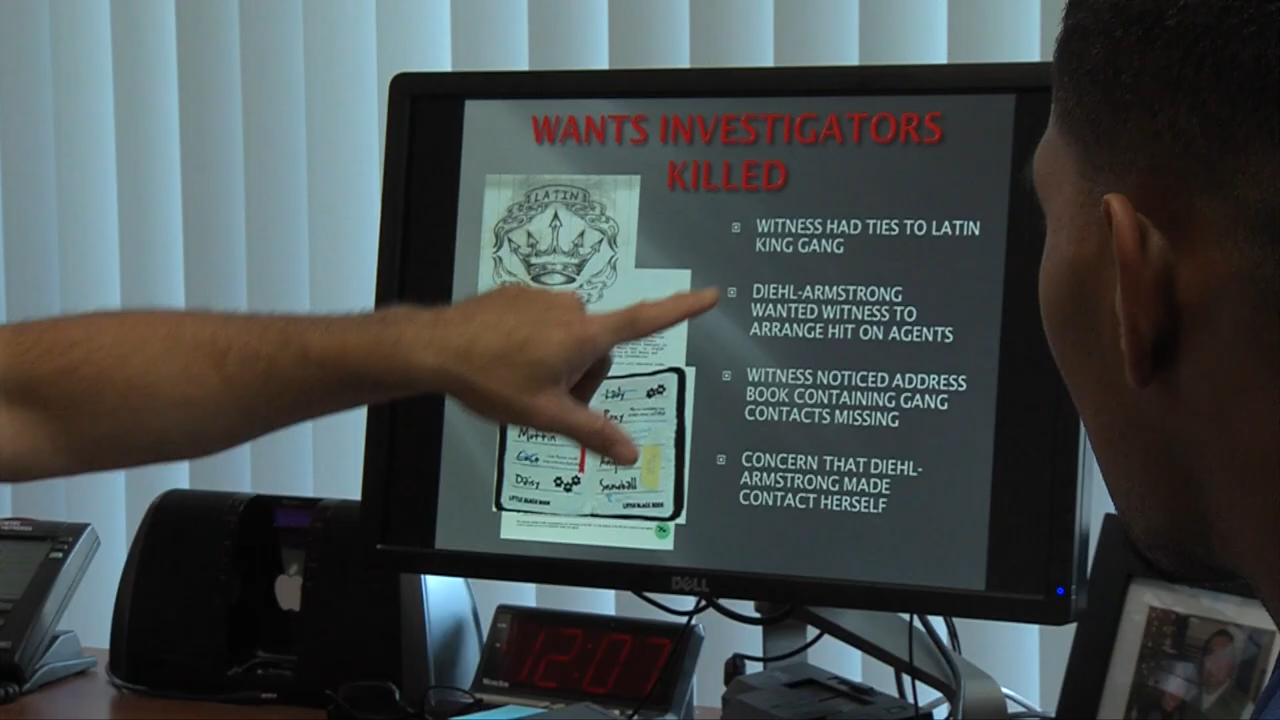 WANTS INVESTIGATORS
KILLED
LATIN
WITNESS HAD TIES TO LATIN
KING GANG
DIEHL-ARMSTRONG
WANTED WITNESS TO
ARRANGE HIT ON AGENTS
WITNESS NOTICED ADDRESS
BOOK CONTAINING GANG
CONTACTS MISSING
CONCERN THAT DIEHL-
ARMSTRONG MADE
CONTACT HERSELF
Lady
Roxy
Muffin
CoCo
Daisy
Snowball
LITTLE BLACK BOOK
LITTLE BLACK BOOK
DELL
12:07